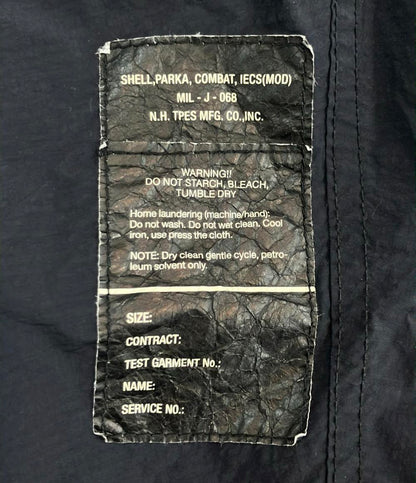 SHELL,PARKA, COMBAT, IECS(MOD)
MIL - J - 068
N.H. TPES MFG. CO.,INC.
WARNING!!
DO NOT STARCH, BLEACH,
TUMBLE DRY
Home laundering (machine/hand):
Do not wash. Do not wet clean. Cool
iron, use press the cloth.
NOTE: Dry clean gentle cycle, petro-
leum solvent only.
SIZE:
CONTRACT:
TEST GARMENT No.:
NAME:
SERVICE NO.: